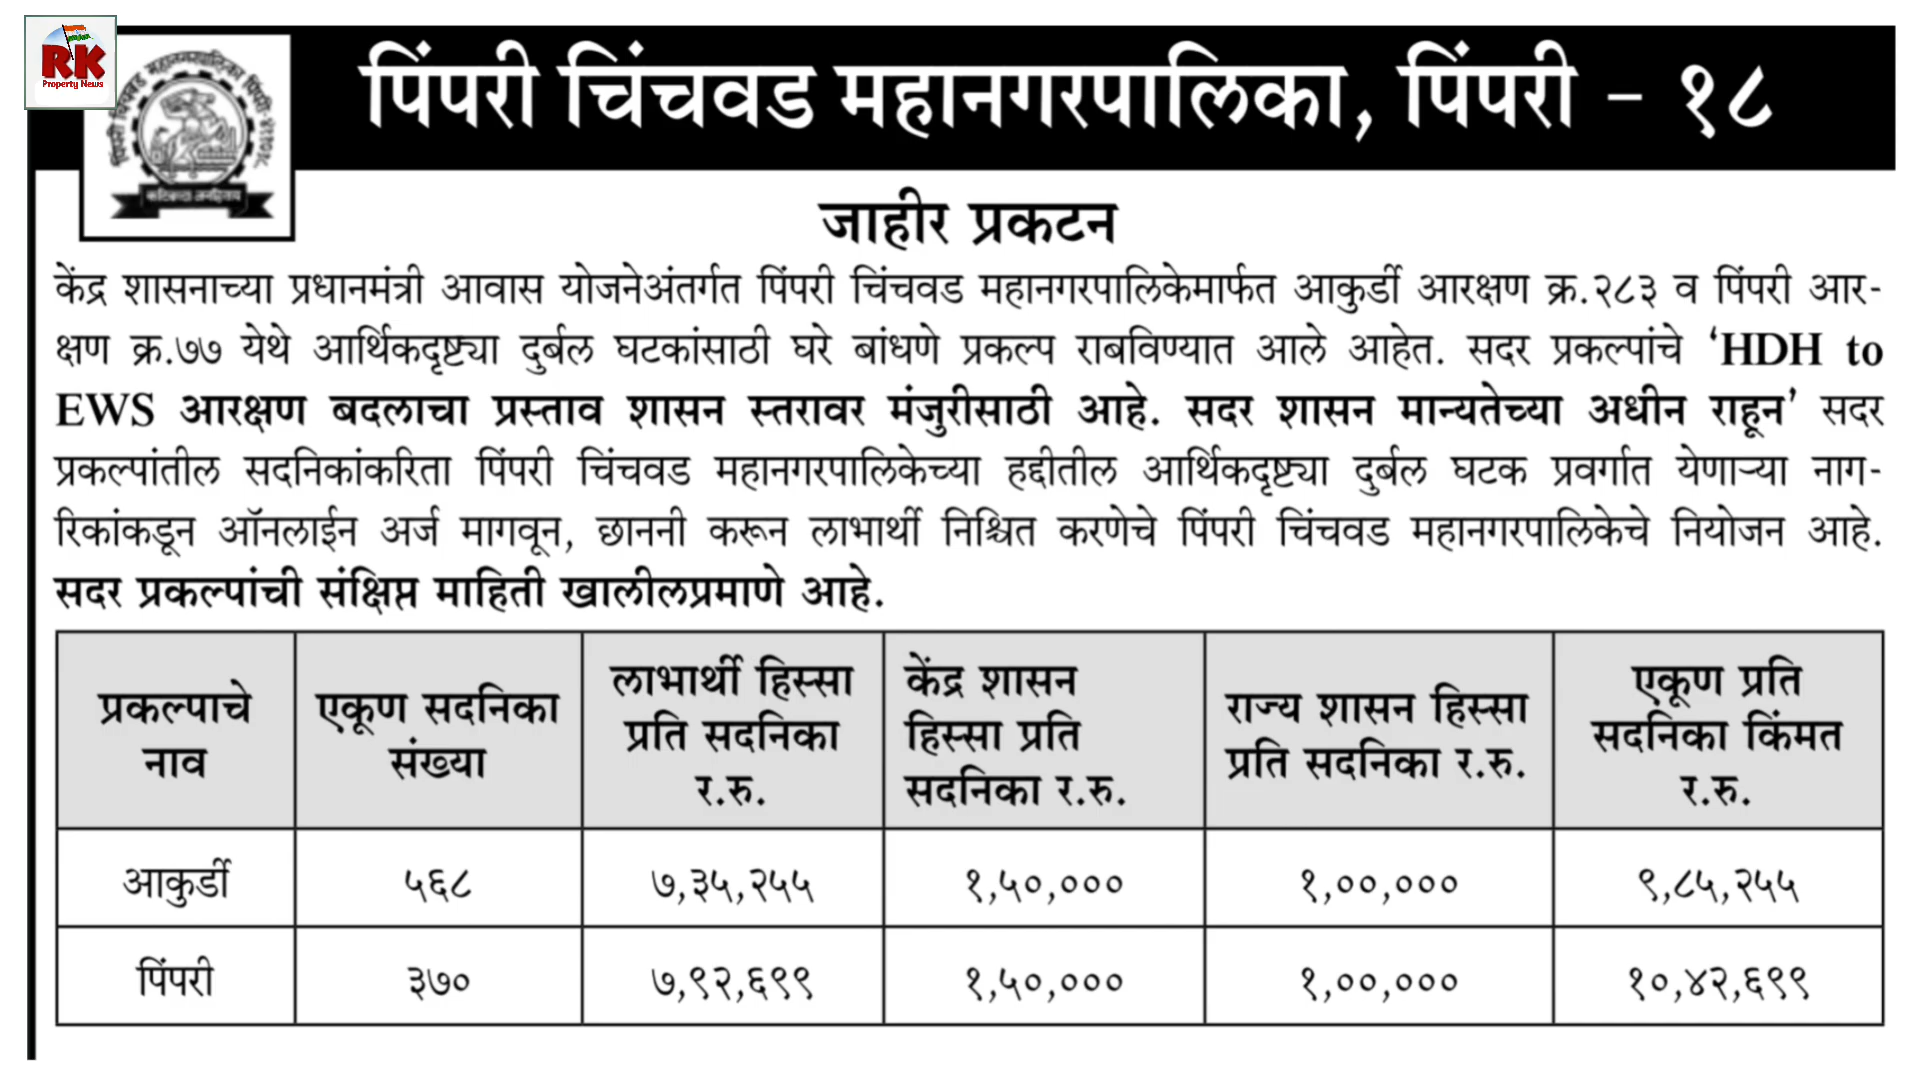 RK
Property News
पिंपरी चिंचवड महानगरपालिका, पिंपरी - १८
जाहीर प्रकटन
केंद्र शासनाच्या प्रधानमंत्री आवास योजनेअंतर्गत पिंपरी चिंचवड महानगरपालिकेमार्फत आकुर्डी आरक्षण क्र.२८३ व पिंपरी आर-
क्षण क्र.७७ येथे आर्थिकदृष्ट्या दुर्बल घटकांसाठी घरे बांधणे प्रकल्प राबविण्यात आले आहेत. सदर प्रकल्पांचे ‘HDH to
EWS आरक्षण बदलाचा प्रस्ताव शासन स्तरावर मंजुरीसाठी आहे. सदर शासन मान्यतेच्या अधीन राहून’ सदर
प्रकल्पांतील सदनिकांकरिता पिंपरी चिंचवड महानगरपालिकेच्या हद्दीतील आर्थिकदृष्ट्या दुर्बल घटक प्रवर्गात येणाऱ्या नाग-
रिकांकडून ऑनलाईन अर्ज मागवून, छाननी करून लाभार्थी निश्चित करणेचे पिंपरी चिंचवड महानगरपालिकेचे नियोजन आहे.
सदर प्रकल्पांची संक्षिप्त माहिती खालीलप्रमाणे आहे.
प्रकल्पाचे नाव एकूण सदनिका संख्या लाभार्थी हिस्सा प्रति सदनिका र.रु. केंद्र शासन हिस्सा प्रति सदनिका र.रु. राज्य शासन हिस्सा प्रति सदनिका र.रु. एकूण प्रति सदनिका किंमत र.रु.
आकुर्डी ५६८ ७,३५,२५५ १,५०,००० १,००,००० ९,८५,२५५
पिंपरी ३७० ७,९२,६९९ १,५०,००० १,००,००० १०,४२,६९९